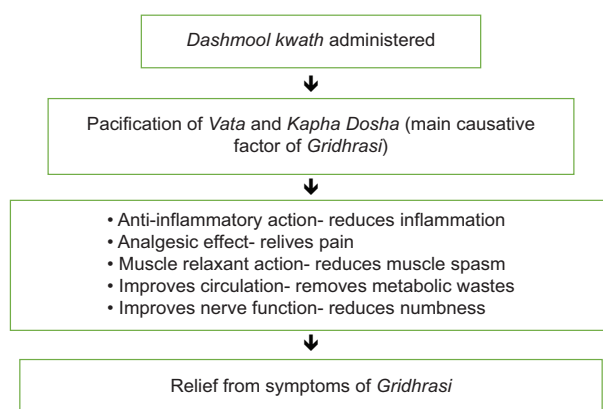 Dashmool kwath administered
Pacification of Vata and Kapha Dosha (main causative
factor of Gridhrasi)
• Anti-inflammatory action- reduces inflammation
• Analgesic effect- relives pain
• Muscle relaxant action- reduces muscle spasm
• Improves circulation- removes metabolic wastes
• Improves nerve function- reduces numbness
Relief from symptoms of Gridhrasi